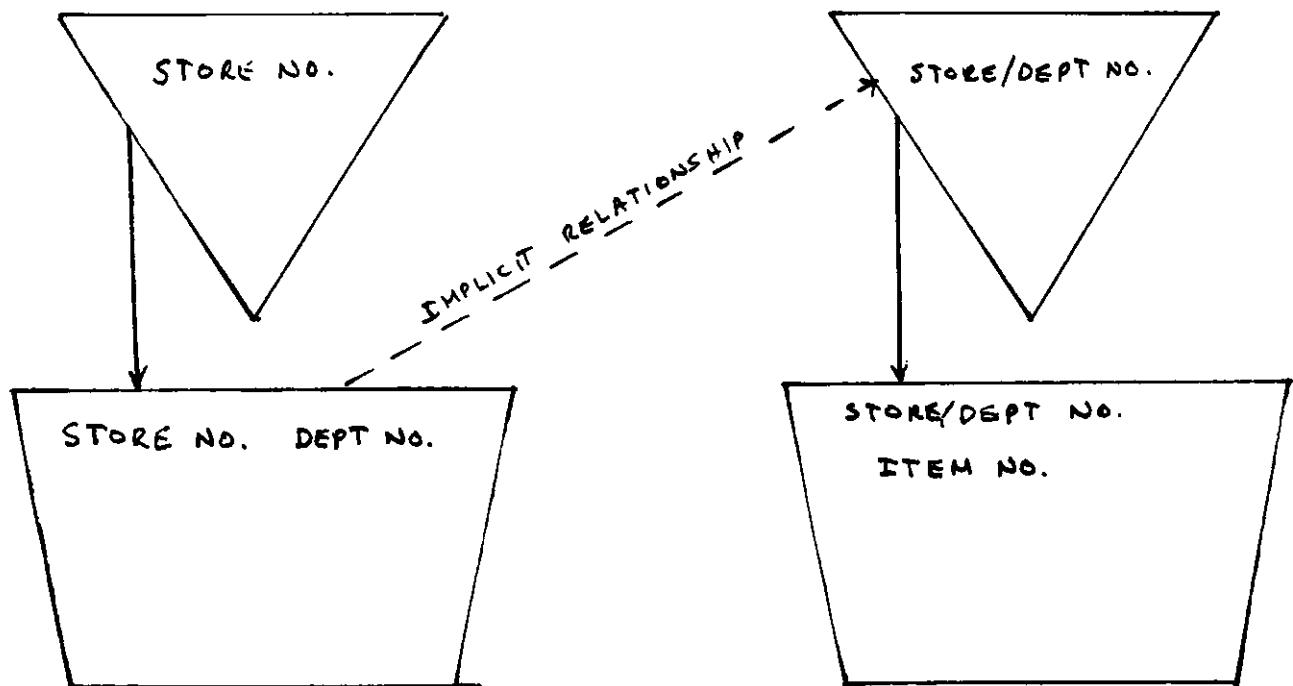 STORE NO.
STORE/DEPT NO.
IMPLICIT RELATIONSHIP
STORE NO. DEPT NO.
STORE/DEPT NO.
ITEM NO.